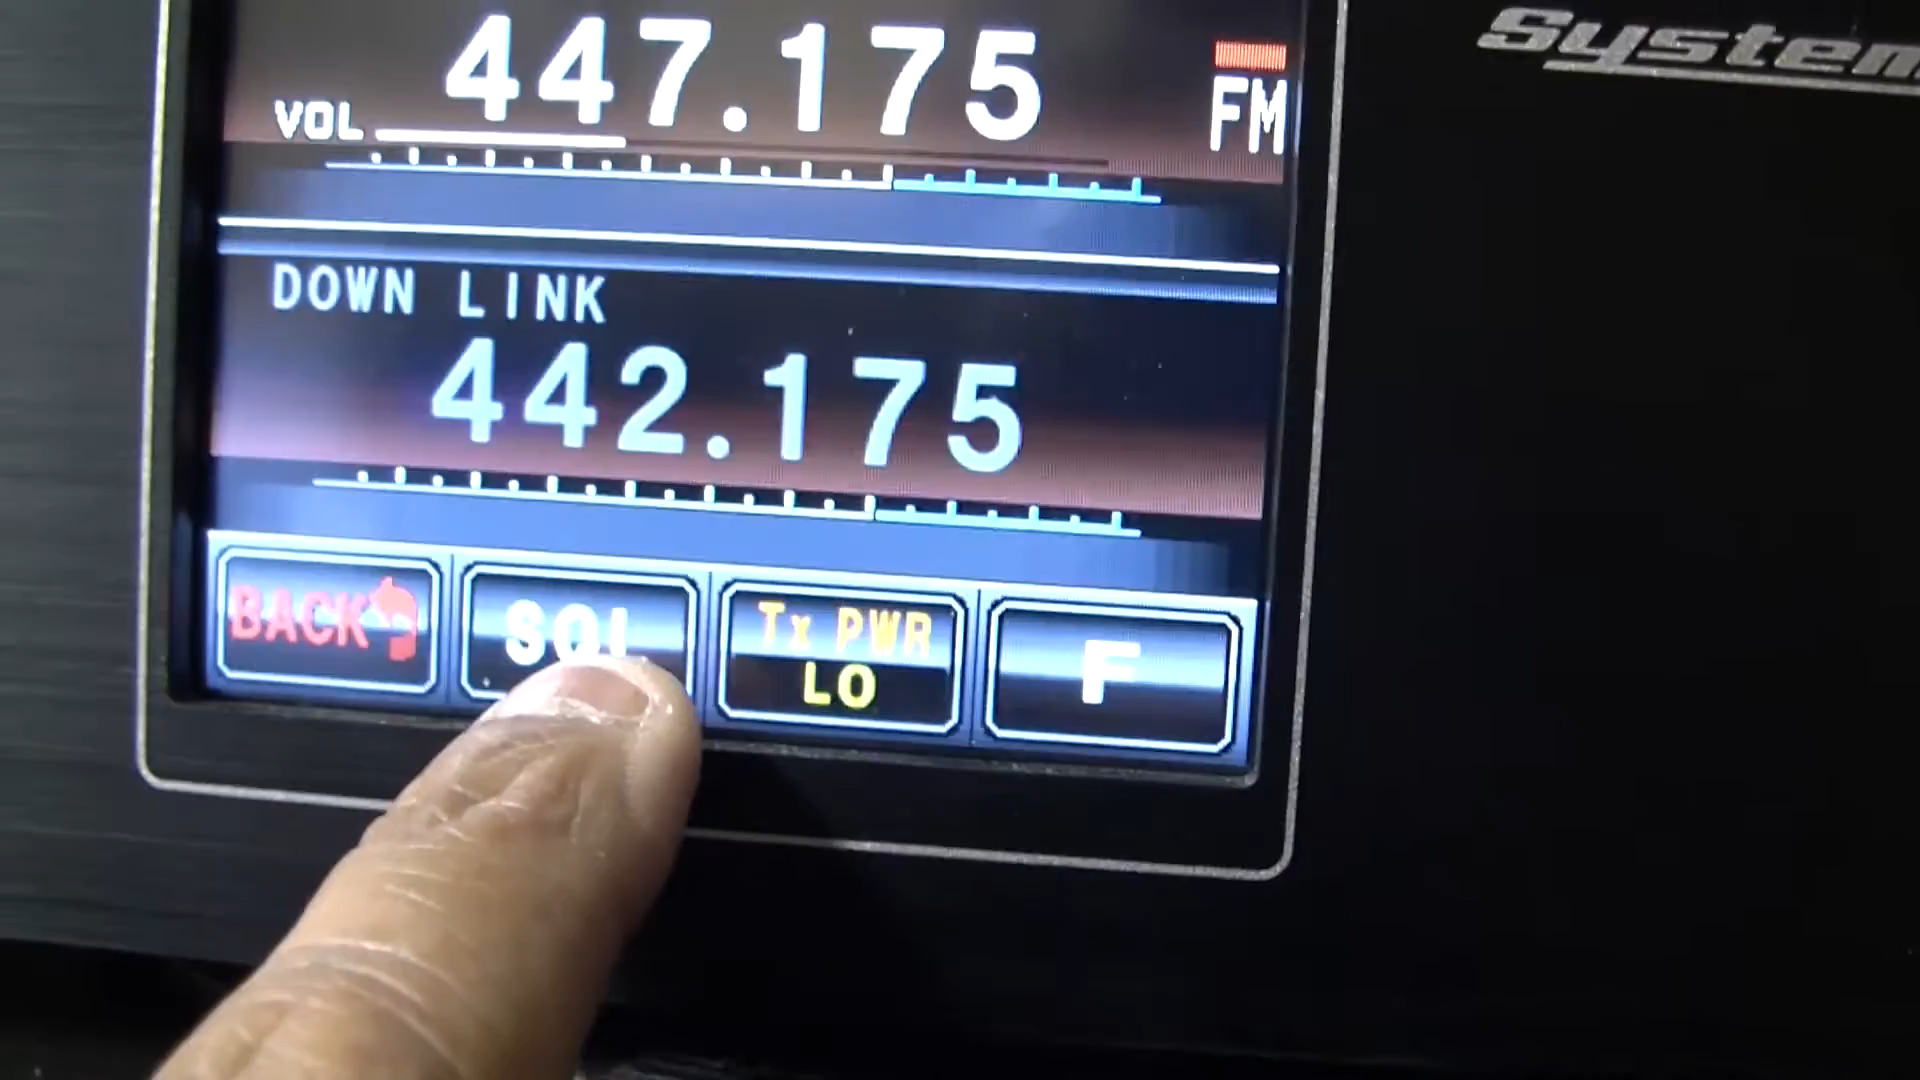 System
447.175
FM
VOL
DOWN LINK
442.175
BACK
SQL
Tx PWR
LO
F